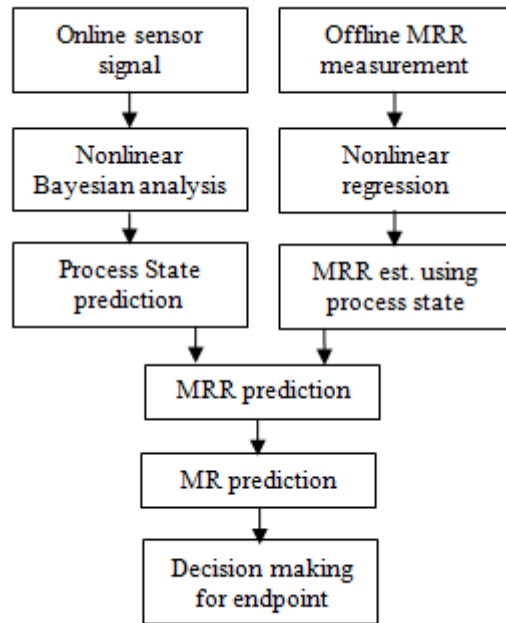 Online sensor
signal
Offline MRR
measurement
Nonlinear
Bayesian analysis
Nonlinear
regression
Process State
prediction
MRR est. using
process state
MRR prediction
MR prediction
Decision making
for endpoint